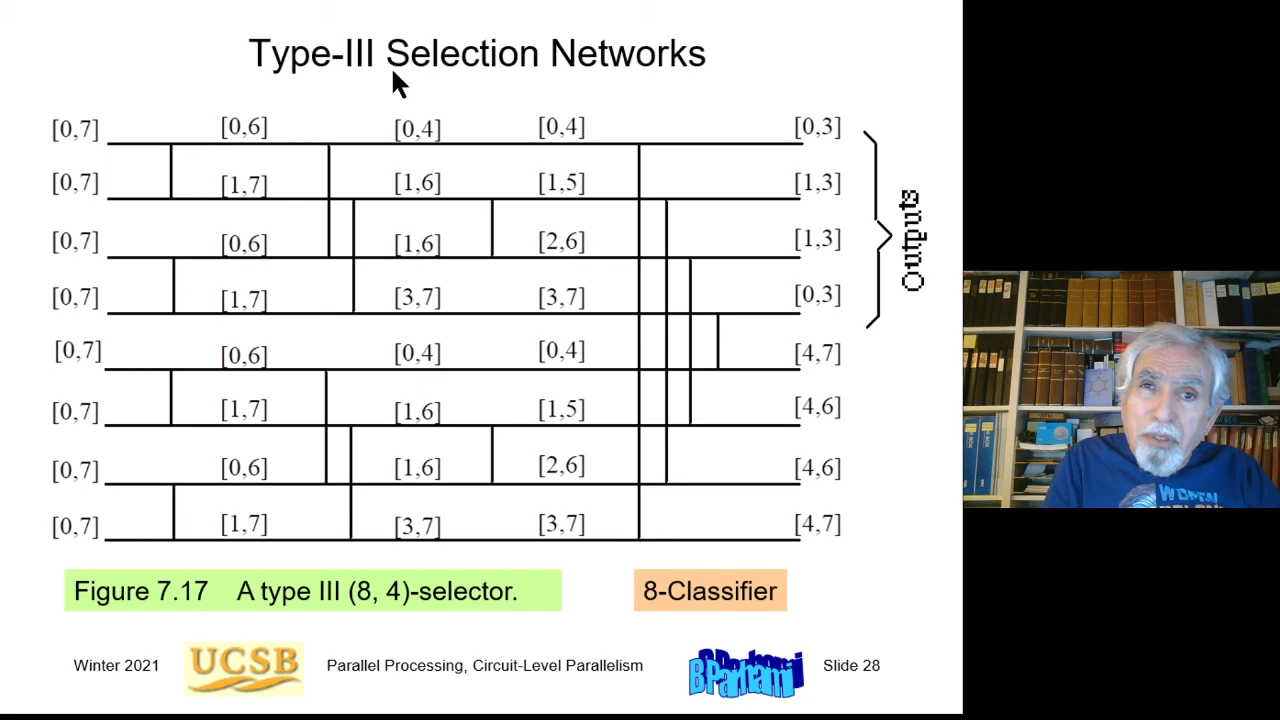 Type-III Selection Networks
[0,7] [0,6] [0,4] [0,4] [0,3]
[0,7] [1,7] [1,6] [1,5] [1,3]
[0,7] [0,6] [1,6] [2,6] [1,3]
[0,7] [1,7] [3,7] [3,7] [0,3]
[0,7] [0,6] [0,4] [0,4] [4,7]
[0,7] [1,7] [1,6] [1,5] [4,6]
[0,7] [0,6] [1,6] [2,6] [4,6]
[0,7] [1,7] [3,7] [3,7] [4,7]
Outputs
Figure 7.17 A type III (8, 4)-selector.
8-Classifier
Winter 2021
UCSB
Parallel Processing, Circuit-Level Parallelism
B Parhami
Slide 28